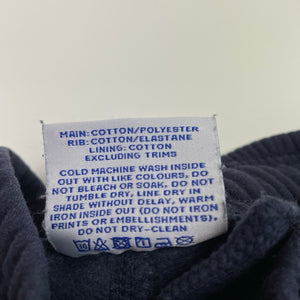 MAIN: COTTON/POLYESTER
RIB: COTTON/ELASTANE
LINING: COTTON
EXCLUDING TRIMS
COLD MACHINE WASH INSIDE
OUT WITH LIKE COLOURS, DO NOT
BLEACH OR SOAK, DO NOT
TUMBLE DRY, LINE DRY IN
SHADE WITHOUT DELAY, WARM
IRON INSIDE OUT (DO NOT IRON
PRINTS OR EMBELLISHMENTS).
DO NOT DRY-CLEAN